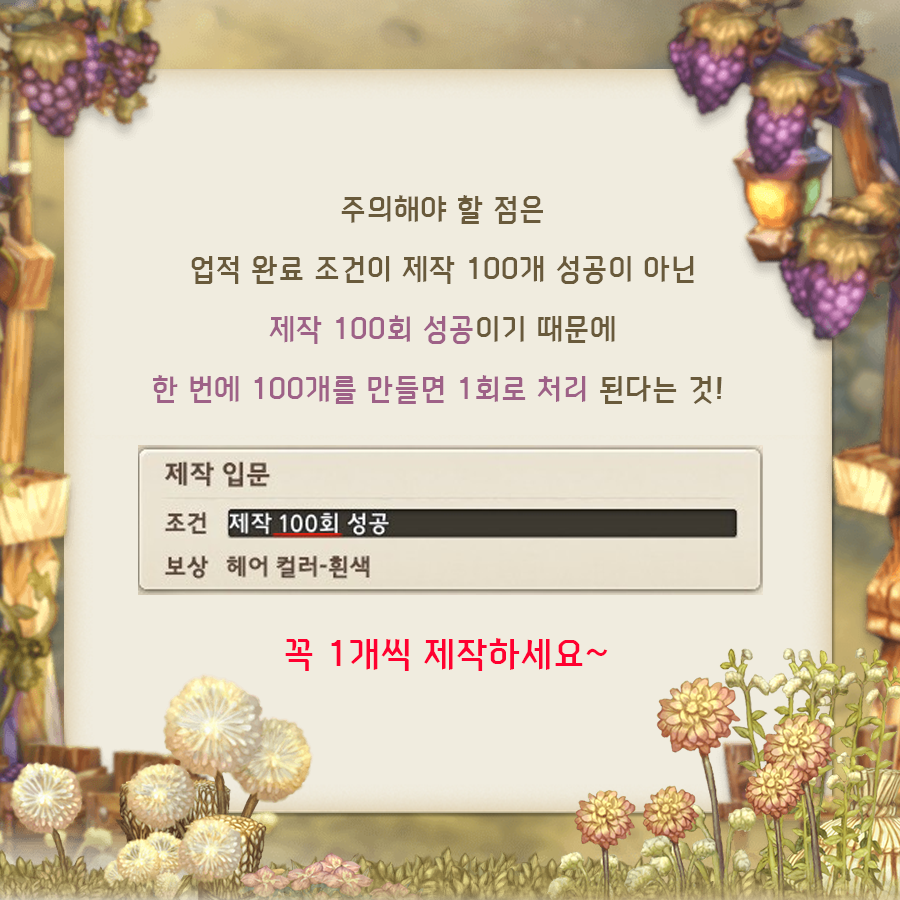 주의해야 할 점은
업적 완료 조건이 제작 100개 성공이 아닌
제작 100회 성공이기 때문에
한 번에 100개를 만들면 1회로 처리 된다는 것!
제작 입문
조건 제작 100회 성공
보상 헤어 컬러-흰색
꼭 1개씩 제작하세요~